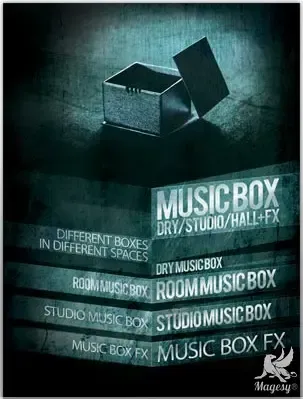 MUSIC BOX
DRY/STUDIO/HALL+FX
DIFFERENT BOXES
IN DIFFERENT SPACES
DRY MUSIC BOX
ROOM MUSIC BOX
ROOM MUSIC BOX
STUDIO MUSIC BOX
STUDIO MUSIC BOX
MUSIC BOX FX
MUSIC BOX FX
Magesy®